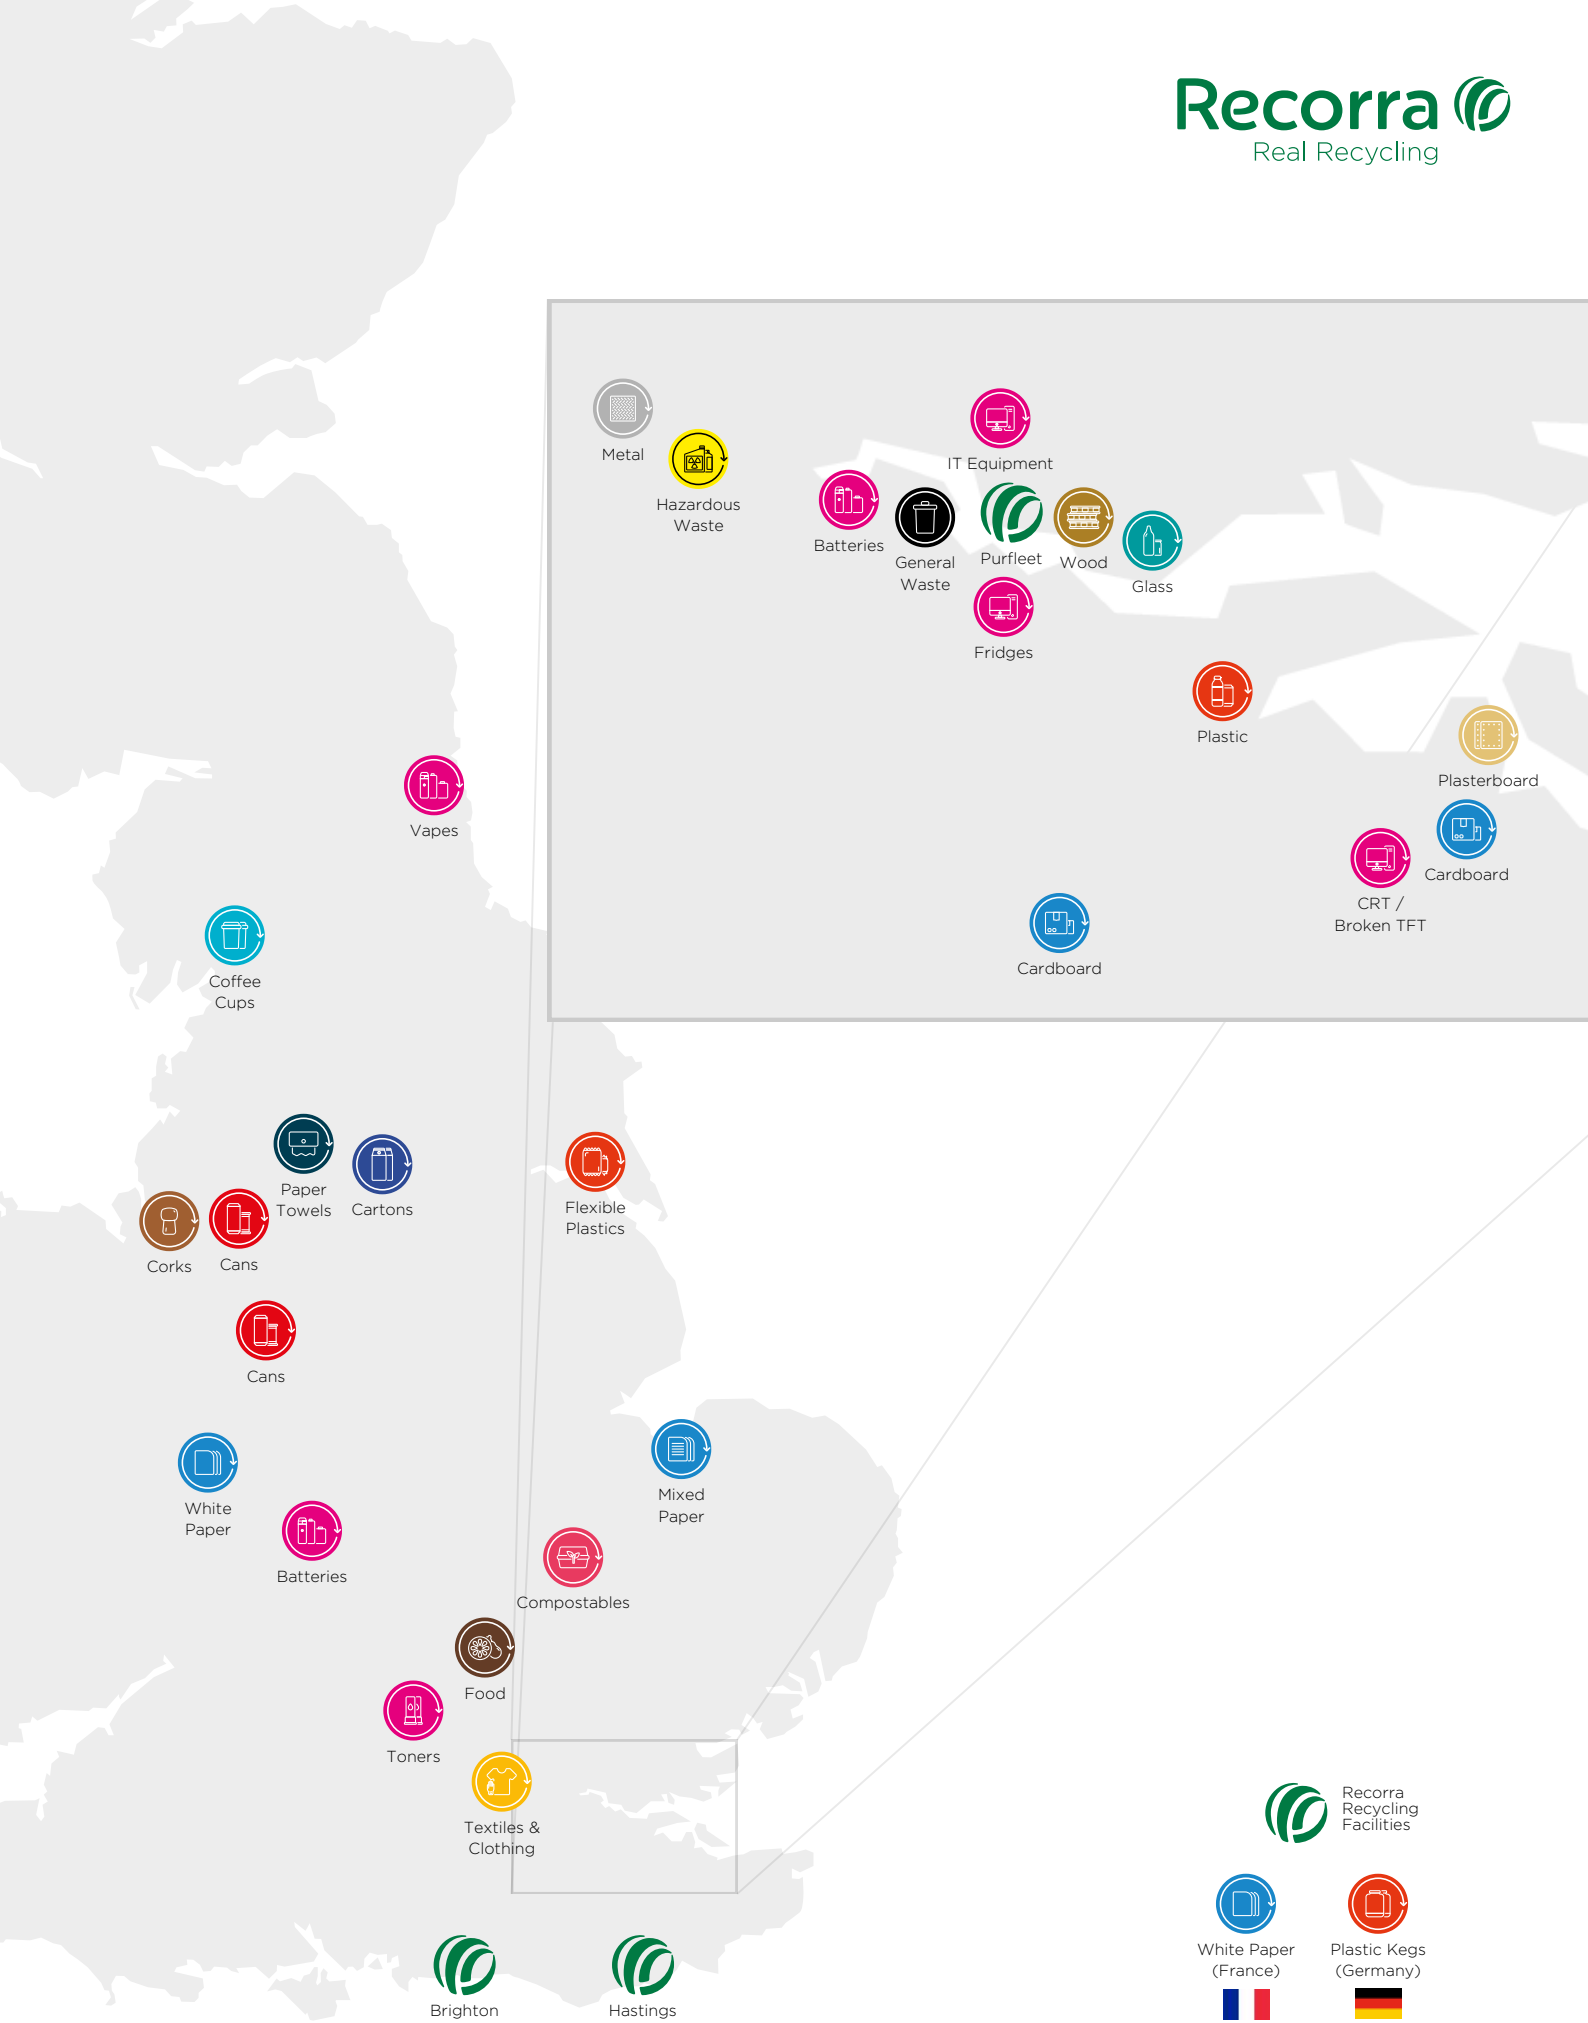 Recorra
Real Recycling
Metal
Hazardous
Waste
IT Equipment
Batteries
General
Waste
Purfleet
Wood
Glass
Fridges
Plastic
Plasterboard
Cardboard
CRT /
Broken TFT
Cardboard
Vapes
Coffee
Cups
Paper
Towels
Cartons
Flexible
Plastics
Corks
Cans
Cans
White
Paper
Mixed
Paper
Batteries
Compostables
Food
Toners
Textiles &
Clothing
Brighton
Hastings
Recorra
Recycling
Facilities
White Paper
(France)
Plastic Kegs
(Germany)